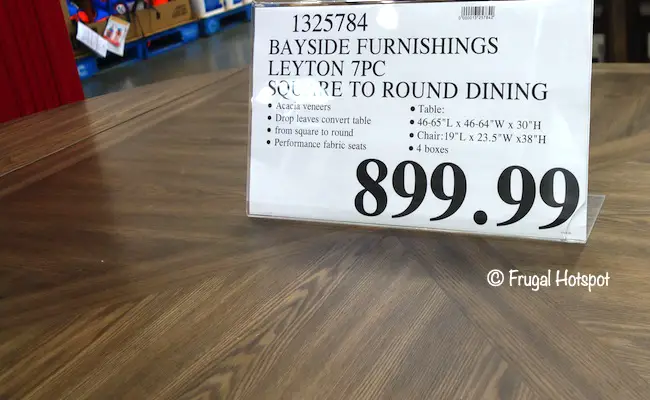 1325784
BAYSIDE FURNISHINGS
LEYTON 7PC
SQUARE TO ROUND DINING
• Acacia veneers
• Drop leaves convert table
• from square to round
• Performance fabric seats
• Table:
• 46-65"L x 46-64"W x 30"H
• Chair:19"L x 23.5"W x38"H
• 4 boxes
899.99
© Frugal Hotspot